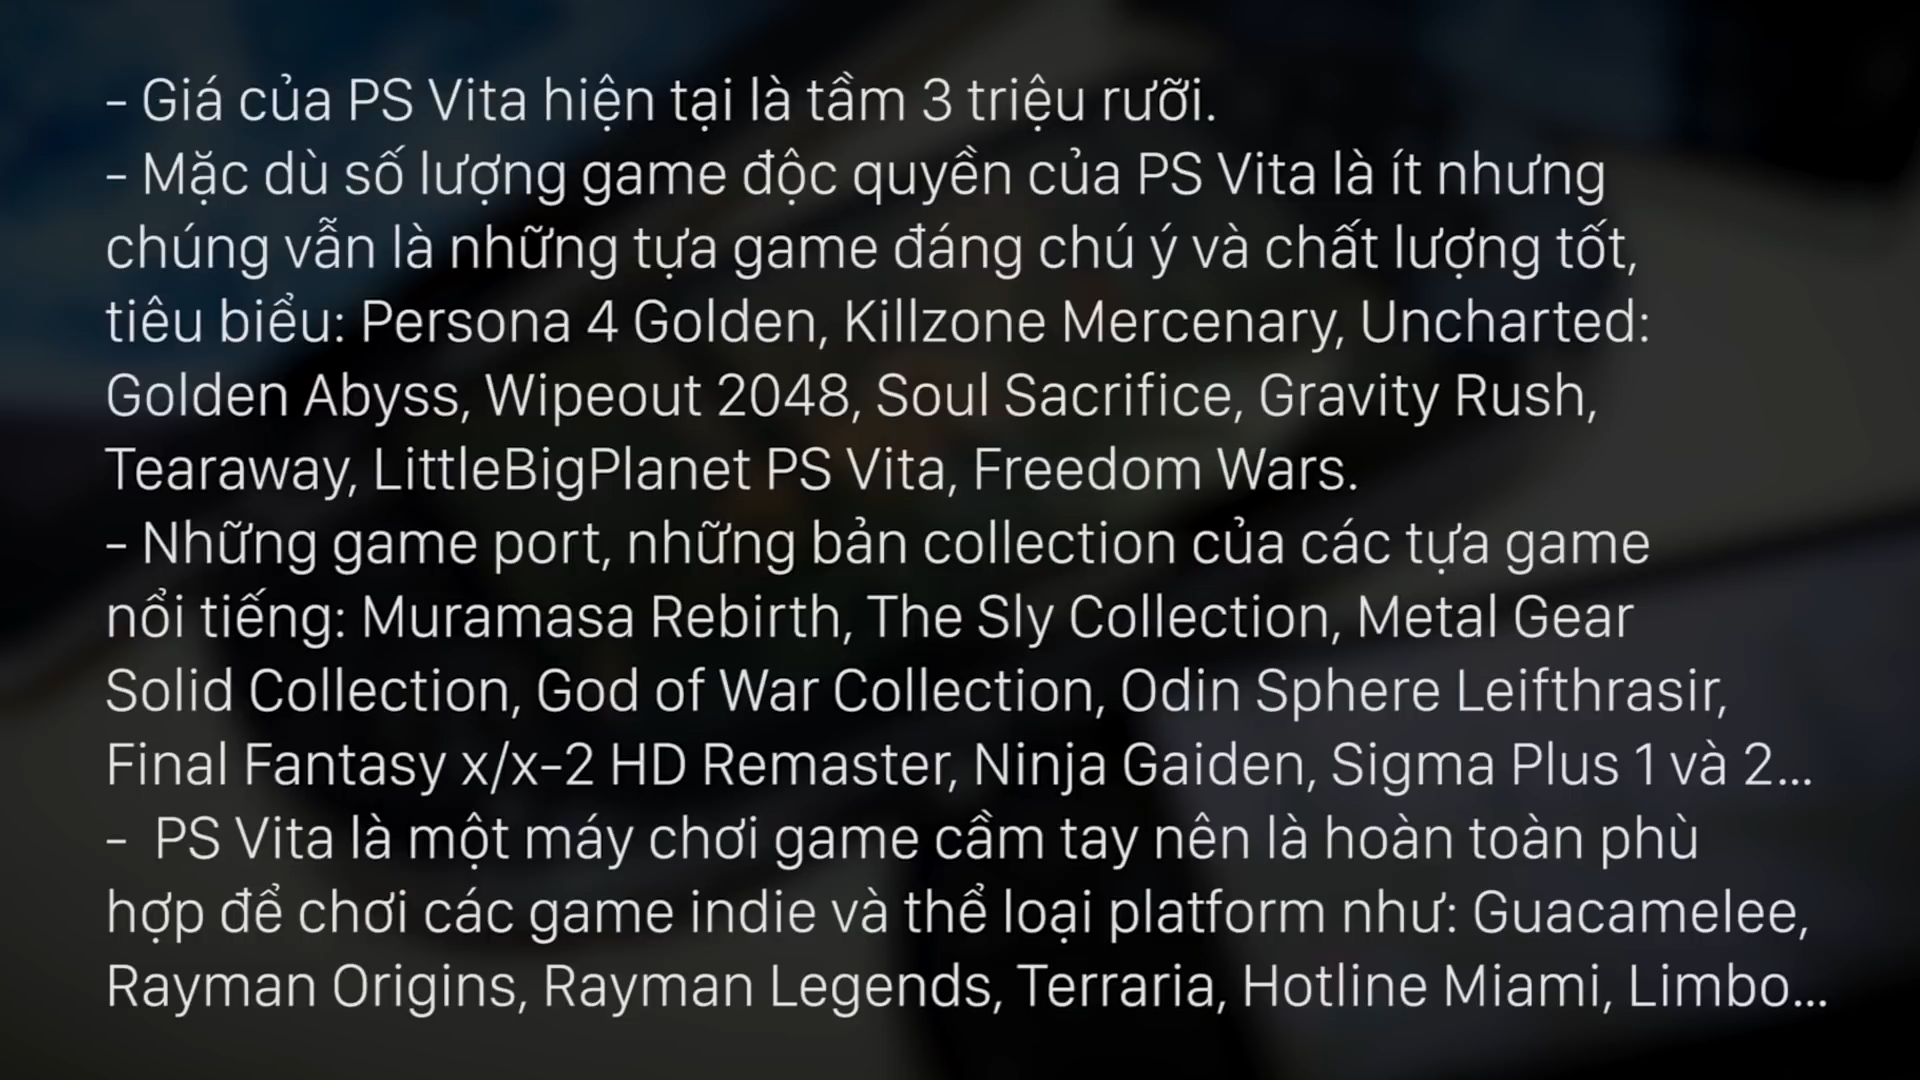 - Giá của PS Vita hiện tại là tầm 3 triệu rưỡi.
- Mặc dù số lượng game độc quyền của PS Vita là ít nhưng
chúng vẫn là những tựa game đáng chú ý và chất lượng tốt,
tiêu biểu: Persona 4 Golden, Killzone Mercenary, Uncharted:
Golden Abyss, Wipeout 2048, Soul Sacrifice, Gravity Rush,
Tearaway, LittleBigPlanet PS Vita, Freedom Wars.
- Những game port, những bản collection của các tựa game
nổi tiếng: Muramasa Rebirth, The Sly Collection, Metal Gear
Solid Collection, God of War Collection, Odin Sphere Leifthrasir,
Final Fantasy x/x-2 HD Remaster, Ninja Gaiden, Sigma Plus 1 và 2...
-  PS Vita là một máy chơi game cầm tay nên là hoàn toàn phù
hợp để chơi các game indie và thể loại platform như: Guacamelee,
Rayman Origins, Rayman Legends, Terraria, Hotline Miami, Limbo...